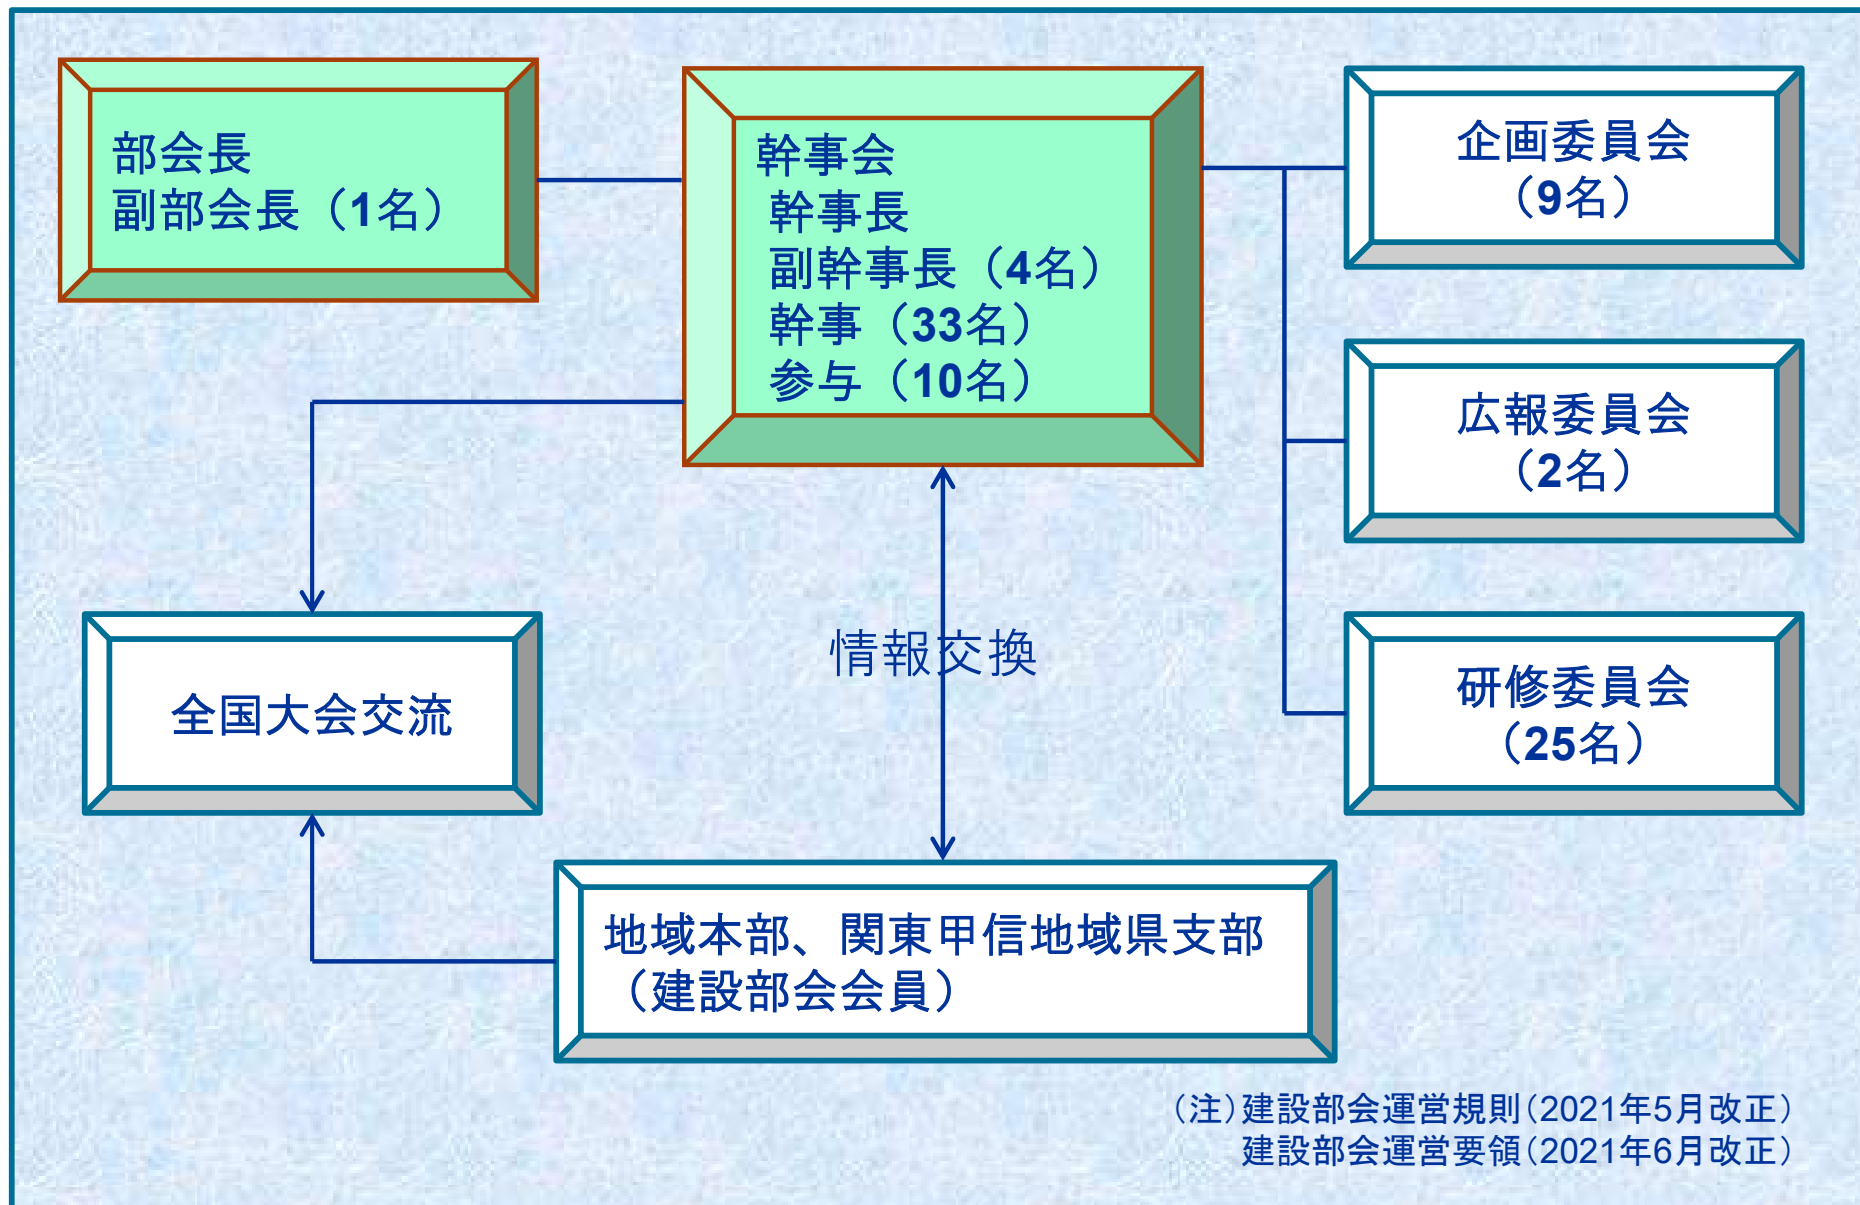 部会長
副部会長（1名）
幹事会
幹事長
副幹事長（4名）
幹事（33名）
参与（10名）
企画委員会
（9名）
広報委員会
（2名）
研修委員会
（25名）
情報交換
全国大会交流
地域本部、関東甲信地域県支部
（建設部会会員）
（注）建設部会運営規則（2021年5月改正）
建設部会運営要領（2021年6月改正）